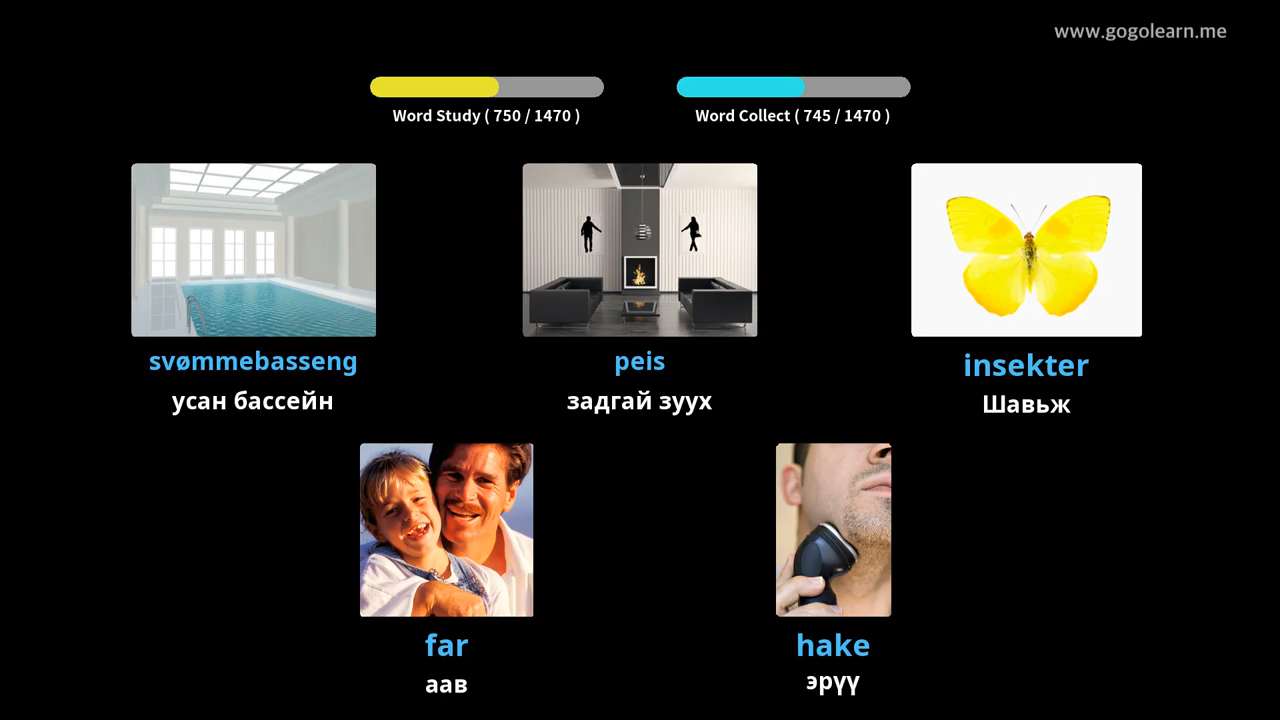 www.gogolearn.me
Word Study ( 750 / 1470 )
Word Collect ( 745 / 1470 )
svømmebasseng
усан бассейн
peis
задгай зуух
insekter
Шавьж
far
аав
hake
эрүү